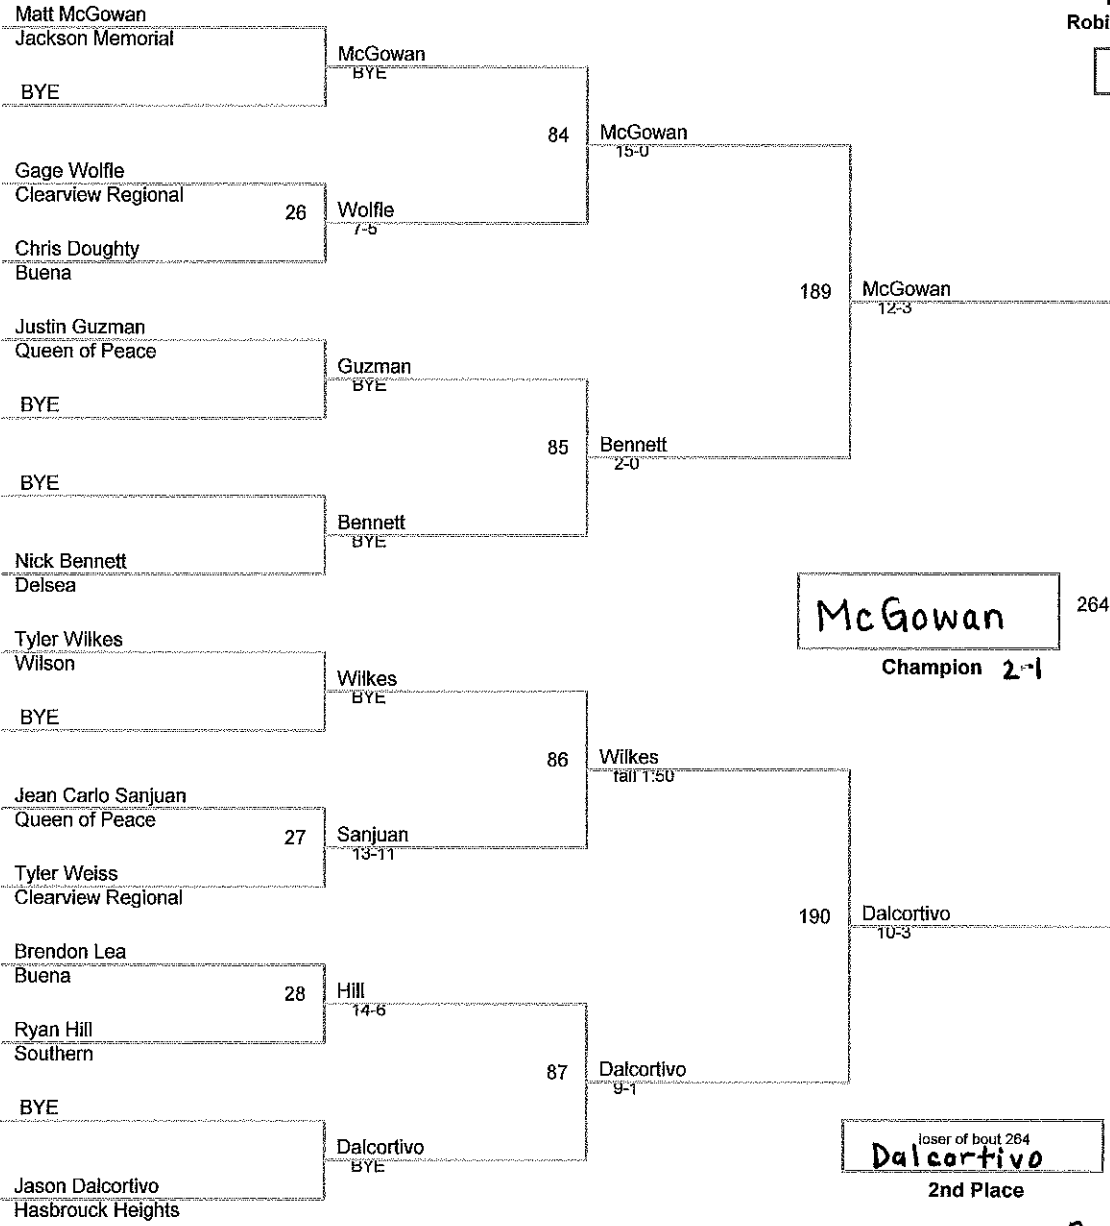 Matt McGowan
Jackson Memorial
BYE
McGowan
BYE
Gage Wolfle
Clearview Regional
26
Chris Doughty
Buena
Wolfle
7-5
84
McGowan
15-0
Justin Guzman
Queen of Peace
BYE
Guzman
BYE
BYE
Nick Bennett
Delsea
Bennett
BYE
85
Bennett
2-0
189
McGowan
12-3
Tyler Wilkes
Wilson
BYE
Wilkes
BYE
Jean Carlo Sanjuan
Queen of Peace
27
Tyler Weiss
Clearview Regional
Sanjuan
13-11
86
Wilkes
fall 1:50
Brendon Lea
Buena
28
Ryan Hill
Southern
Hill
14-6
BYE
Jason Dalcortivo
Hasbrouck Heights
Dalcortivo
BYE
87
Dalcortivo
9-1
190
Dalcortivo
10-3
Robi
McGowan
264
Champion 2-1
loser of bout 264
Dalcortivo
2nd Place